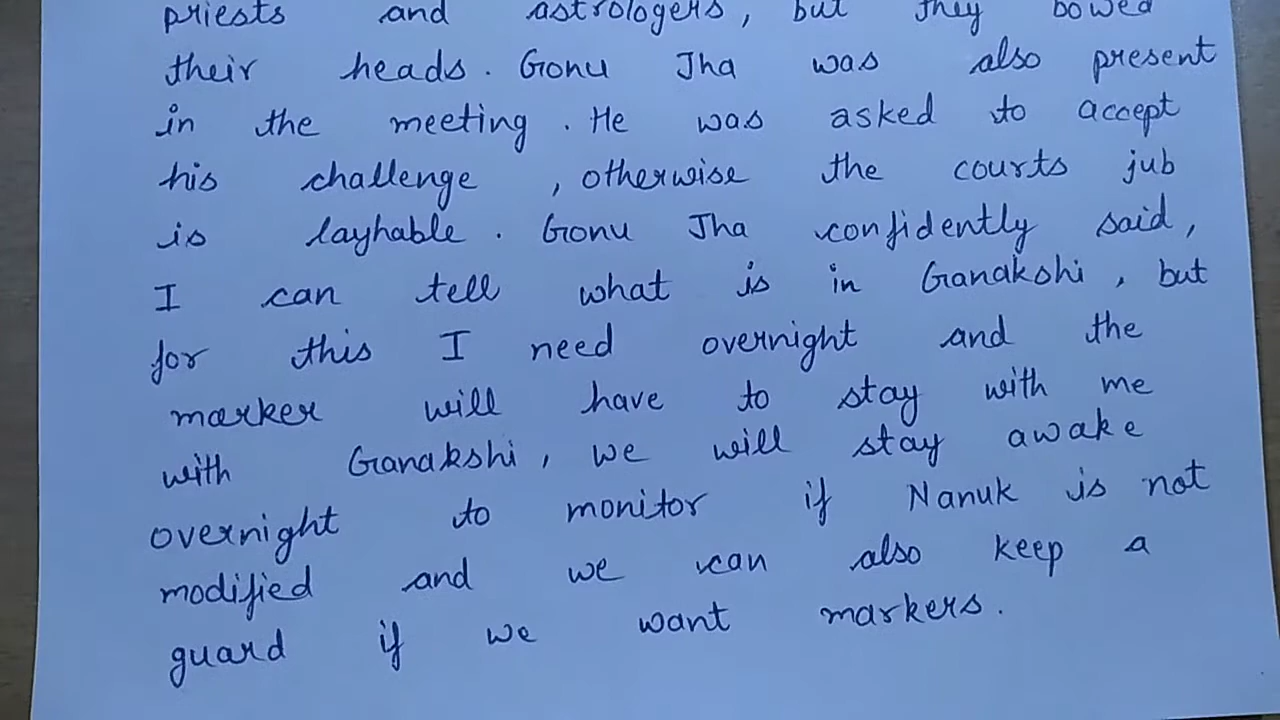 priests and astrologers, but they bowed
their heads. Gonu Jha was also present
in the meeting. He was asked to accept
his challenge, otherwise the courts jub
is layhable. Gonu Jha confidently said,
I can tell what is in Ganakshi, but
for this I need overnight and the
marker will have to stay with me
with Ganakshi, we will stay awake
overnight to monitor if Nanuk is not
modified and we can also keep a
guard if we want markers.